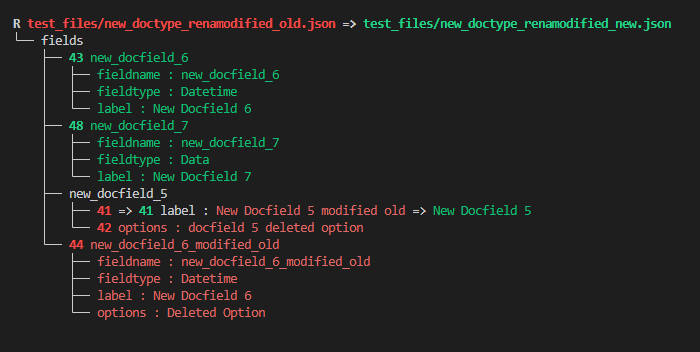 R test_files/new_doctype_renamodified_old.json => test_files/new_doctype_renamodified_new.json
└── fields
├── 43 new_docfield_6
│   ├── fieldname : new_docfield_6
│   ├── fieldtype : Datetime
│   └── label : New Docfield 6
├── 48 new_docfield_7
│   ├── fieldname : new_docfield_7
│   ├── fieldtype : Data
│   └── label : New Docfield 7
├── new_docfield_5
│   ├── 41 => 41 label : New Docfield 5 modified old => New Docfield 5
│   └── 42 options : docfield 5 deleted option
└── 44 new_docfield_6_modified_old
├── fieldname : new_docfield_6_modified_old
├── fieldtype : Datetime
├── label : New Docfield 6
└── options : Deleted Option